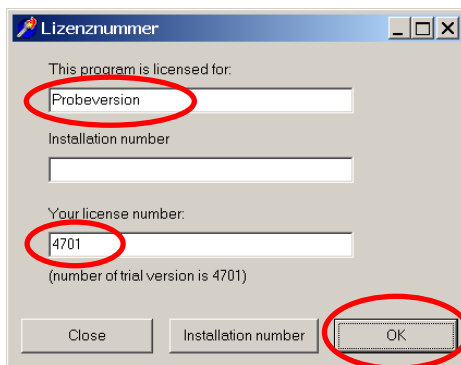 Lizenznummer
This program is licensed for:
Probeversion
Installation number
Your license number:
4701
(number of trial version is 4701)
Close Installation number OK